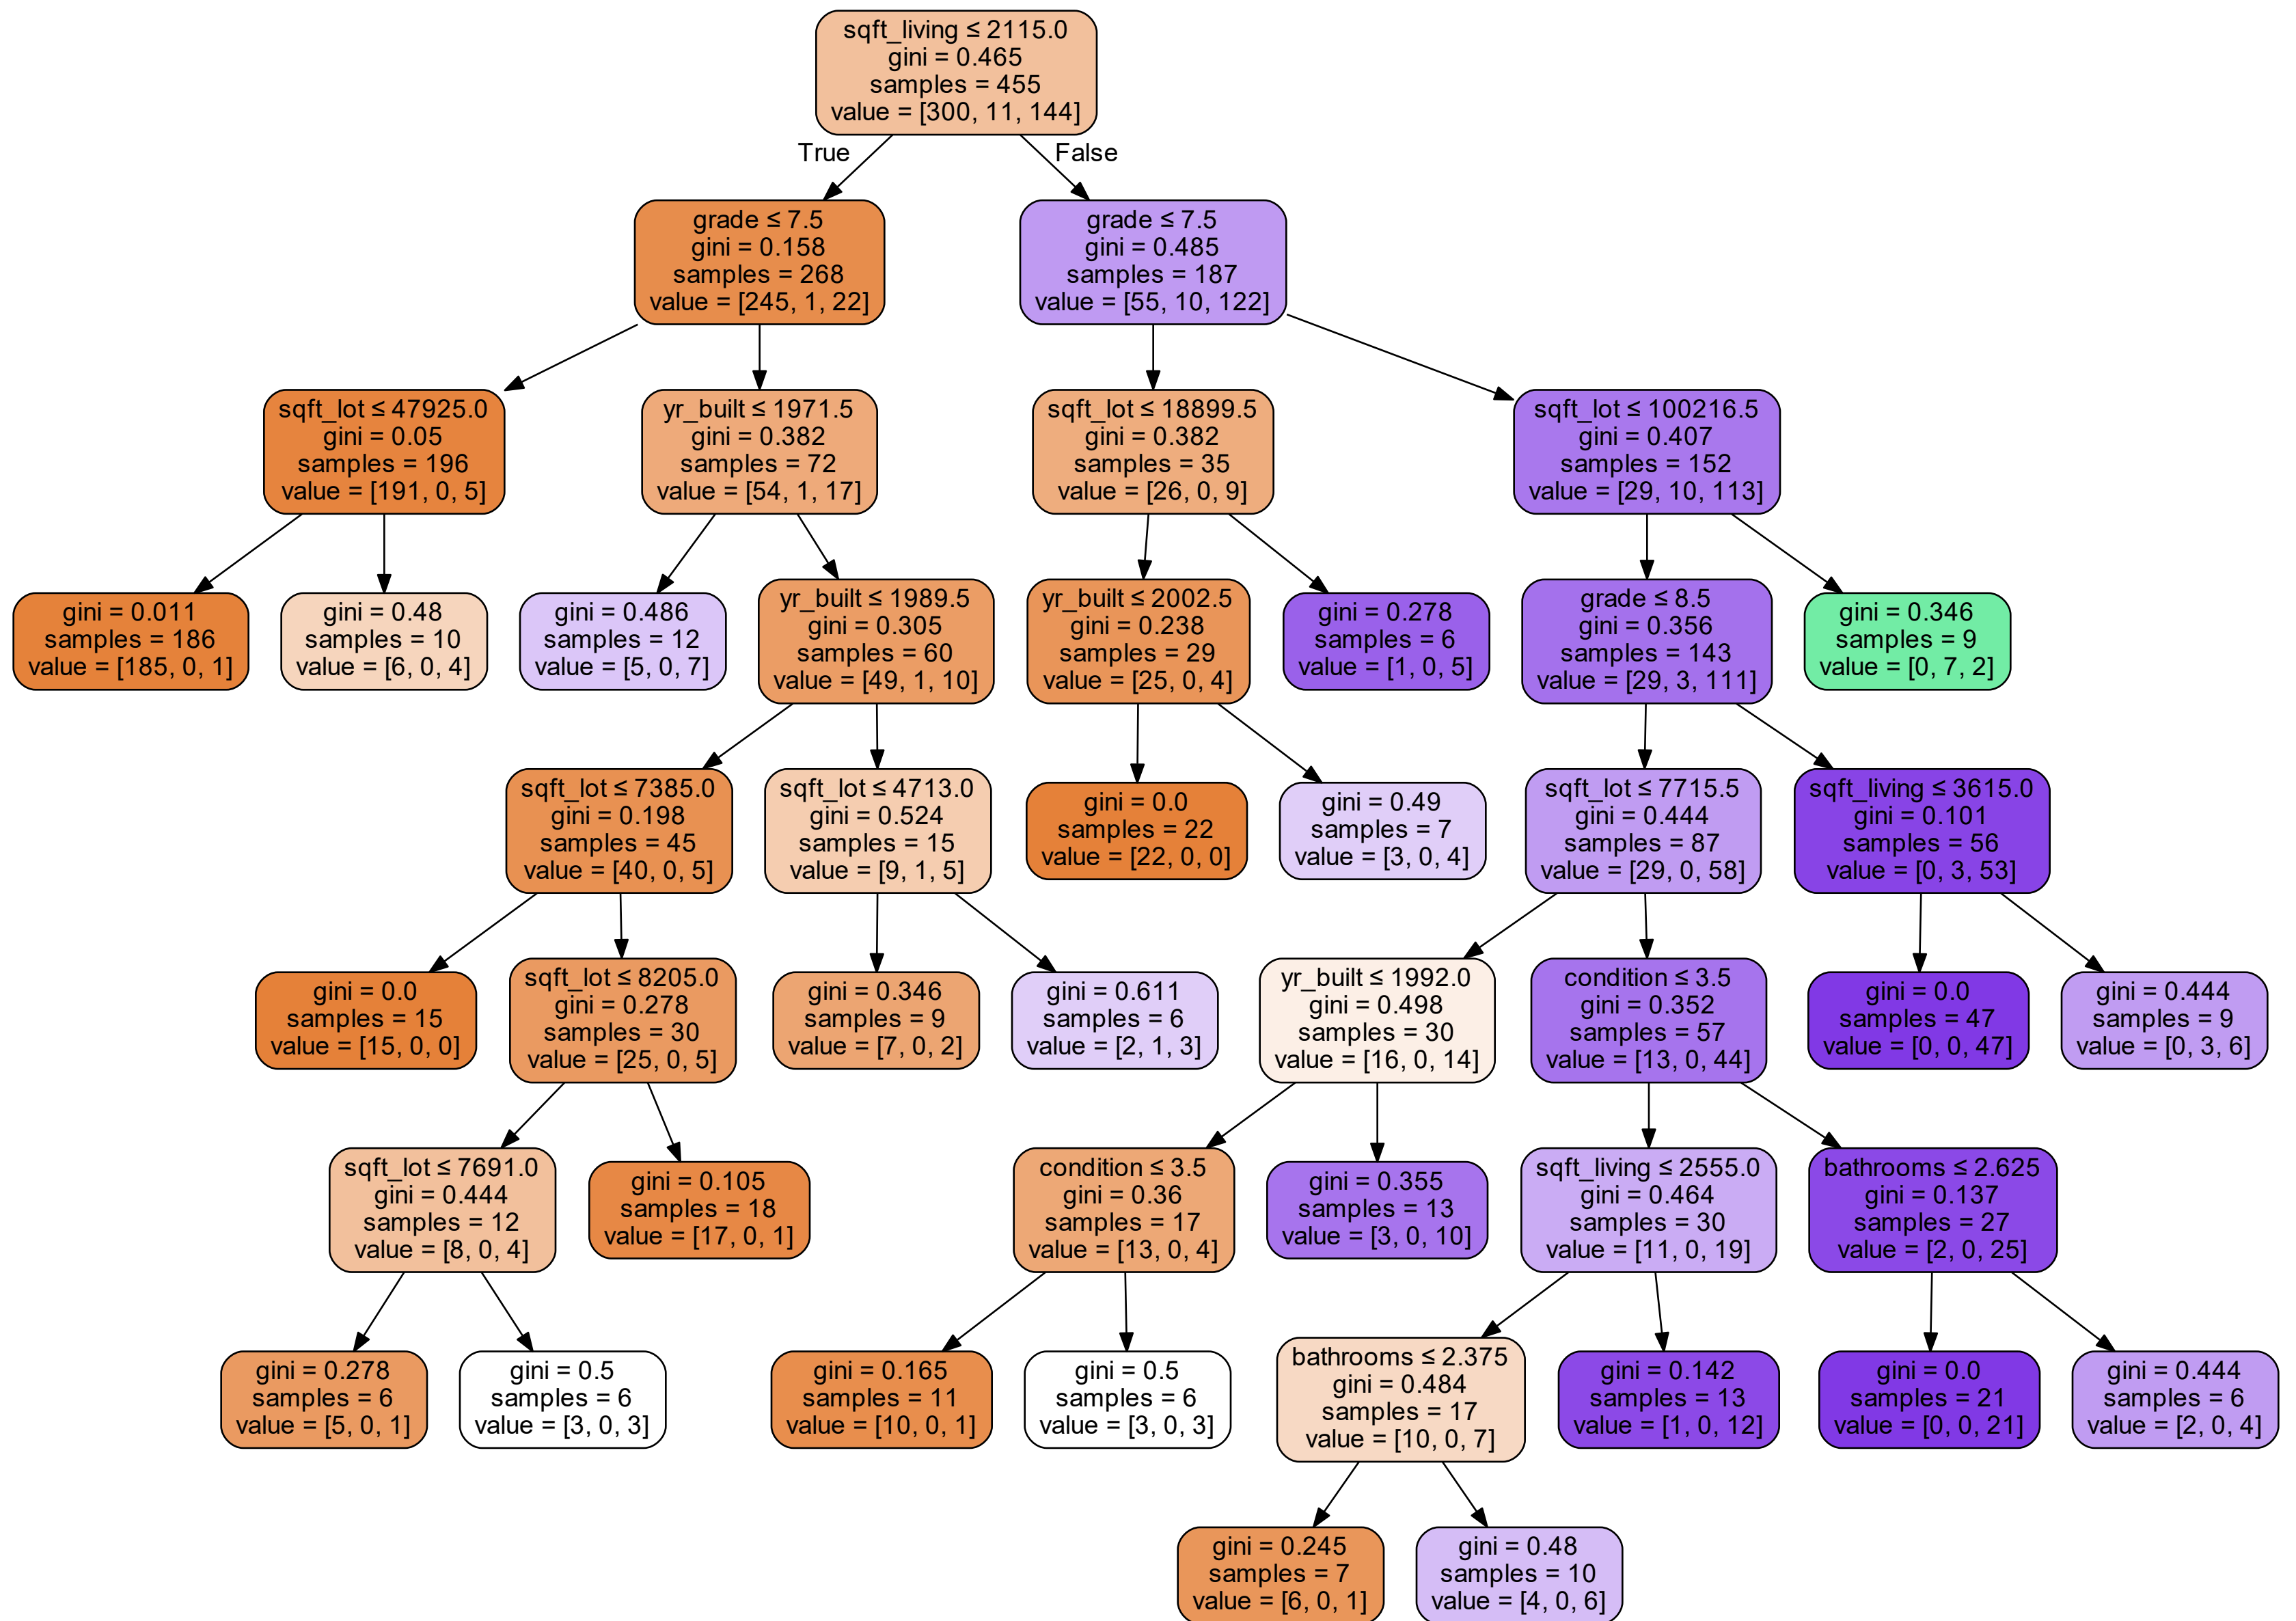 sqft_living ≤ 2115.0
gini = 0.465
samples = 455
value = [300, 11, 144]
True
False
grade ≤ 7.5
gini = 0.158
samples = 268
value = [245, 1, 22]
grade ≤ 7.5
gini = 0.485
samples = 187
value = [55, 10, 122]
sqft_lot ≤ 47925.0
gini = 0.05
samples = 196
value = [191, 0, 5]
yr_built ≤ 1971.5
gini = 0.382
samples = 72
value = [54, 1, 17]
sqft_lot ≤ 18899.5
gini = 0.382
samples = 35
value = [26, 0, 9]
sqft_lot ≤ 100216.5
gini = 0.407
samples = 152
value = [29, 10, 113]
gini = 0.011
samples = 186
value = [185, 0, 1]
gini = 0.48
samples = 10
value = [6, 0, 4]
gini = 0.486
samples = 12
value = [5, 0, 7]
yr_built ≤ 1989.5
gini = 0.305
samples = 60
value = [49, 1, 10]
yr_built ≤ 2002.5
gini = 0.238
samples = 29
value = [25, 0, 4]
gini = 0.278
samples = 6
value = [1, 0, 5]
grade ≤ 8.5
gini = 0.356
samples = 143
value = [29, 3, 111]
gini = 0.346
samples = 9
value = [0, 7, 2]
sqft_lot ≤ 7385.0
gini = 0.198
samples = 45
value = [40, 0, 5]
sqft_lot ≤ 4713.0
gini = 0.524
samples = 15
value = [9, 1, 5]
gini = 0.0
samples = 22
value = [22, 0, 0]
gini = 0.49
samples = 7
value = [3, 0, 4]
sqft_lot ≤ 7715.5
gini = 0.444
samples = 87
value = [29, 0, 58]
sqft_living ≤ 3615.0
gini = 0.101
samples = 56
value = [0, 3, 53]
gini = 0.0
samples = 15
value = [15, 0, 0]
sqft_lot ≤ 8205.0
gini = 0.278
samples = 30
value = [25, 0, 5]
gini = 0.346
samples = 9
value = [7, 0, 2]
gini = 0.611
samples = 6
value = [2, 1, 3]
yr_built ≤ 1992.0
gini = 0.498
samples = 30
value = [16, 0, 14]
condition ≤ 3.5
gini = 0.352
samples = 57
value = [13, 0, 44]
gini = 0.0
samples = 47
value = [0, 0, 47]
gini = 0.444
samples = 9
value = [0, 3, 6]
sqft_lot ≤ 7691.0
gini = 0.444
samples = 12
value = [8, 0, 4]
gini = 0.105
samples = 18
value = [17, 0, 1]
condition ≤ 3.5
gini = 0.36
samples = 17
value = [13, 0, 4]
gini = 0.355
samples = 13
value = [3, 0, 10]
sqft_living ≤ 2555.0
gini = 0.464
samples = 30
value = [11, 0, 19]
bathrooms ≤ 2.625
gini = 0.137
samples = 27
value = [2, 0, 25]
gini = 0.278
samples = 6
value = [5, 0, 1]
gini = 0.5
samples = 6
value = [3, 0, 3]
gini = 0.165
samples = 11
value = [10, 0, 1]
gini = 0.5
samples = 6
value = [3, 0, 3]
bathrooms ≤ 2.375
gini = 0.484
samples = 17
value = [10, 0, 7]
gini = 0.142
samples = 13
value = [1, 0, 12]
gini = 0.0
samples = 21
value = [0, 0, 21]
gini = 0.444
samples = 6
value = [2, 0, 4]
gini = 0.245
samples = 7
value = [6, 0, 1]
gini = 0.48
samples = 10
value = [4, 0, 6]